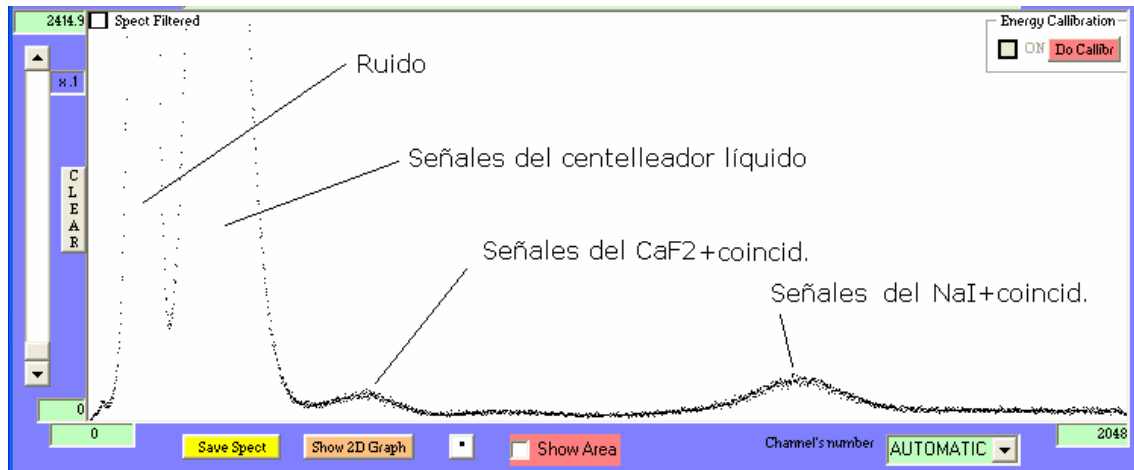 2414.9
Spect Filtered
Energy Callibration
ON
Do Callibr
x.1
Ruido
CLEAR
Señales del centelleador líquido
Señales del CaF2+coincid.
Señales del NaI+coincid.
0
0
2048
Save Spect
Show 2D Graph
Show Area
Channel's number
AUTOMATIC